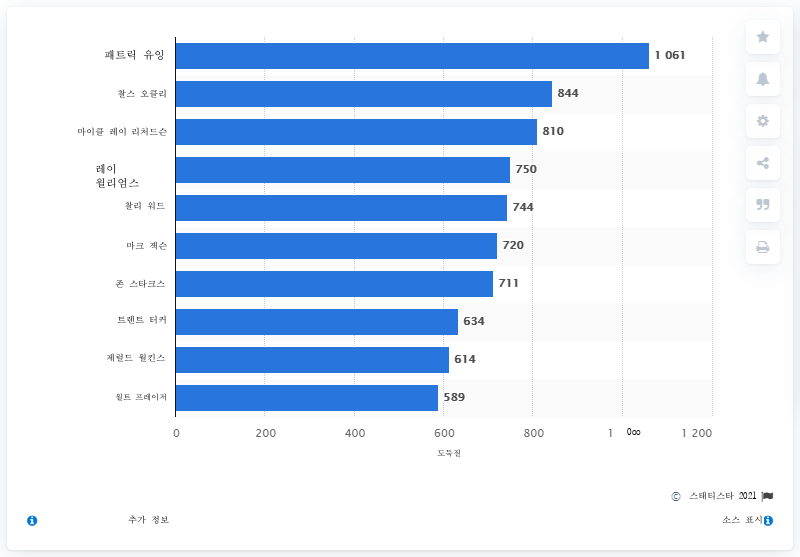 패트릭 유잉
1 061
찰스 오클리
844
마이클 레이 리처드슨
810
레이
윌리엄스
750
찰리 워드
744
마크 잭슨
720
존 스타크스
711
트렌트 터커
634
제럴드 윌킨스
614
월트 프레이저
589
0 200 400 600 800 1 0∞ 1 200
도둑질
© 스태티스타 2021
추가 정보 소스 표시